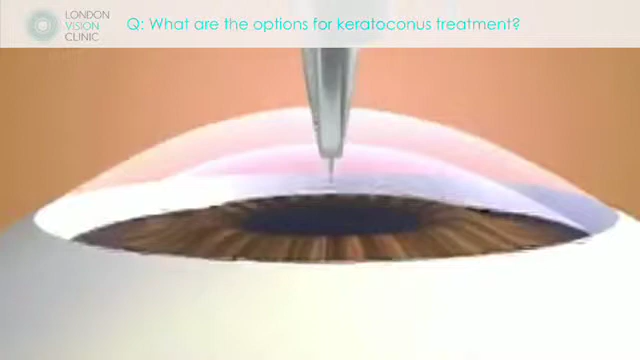 LONDON
VISION
CLINIC
Q: What are the options for keratoconus treatment?